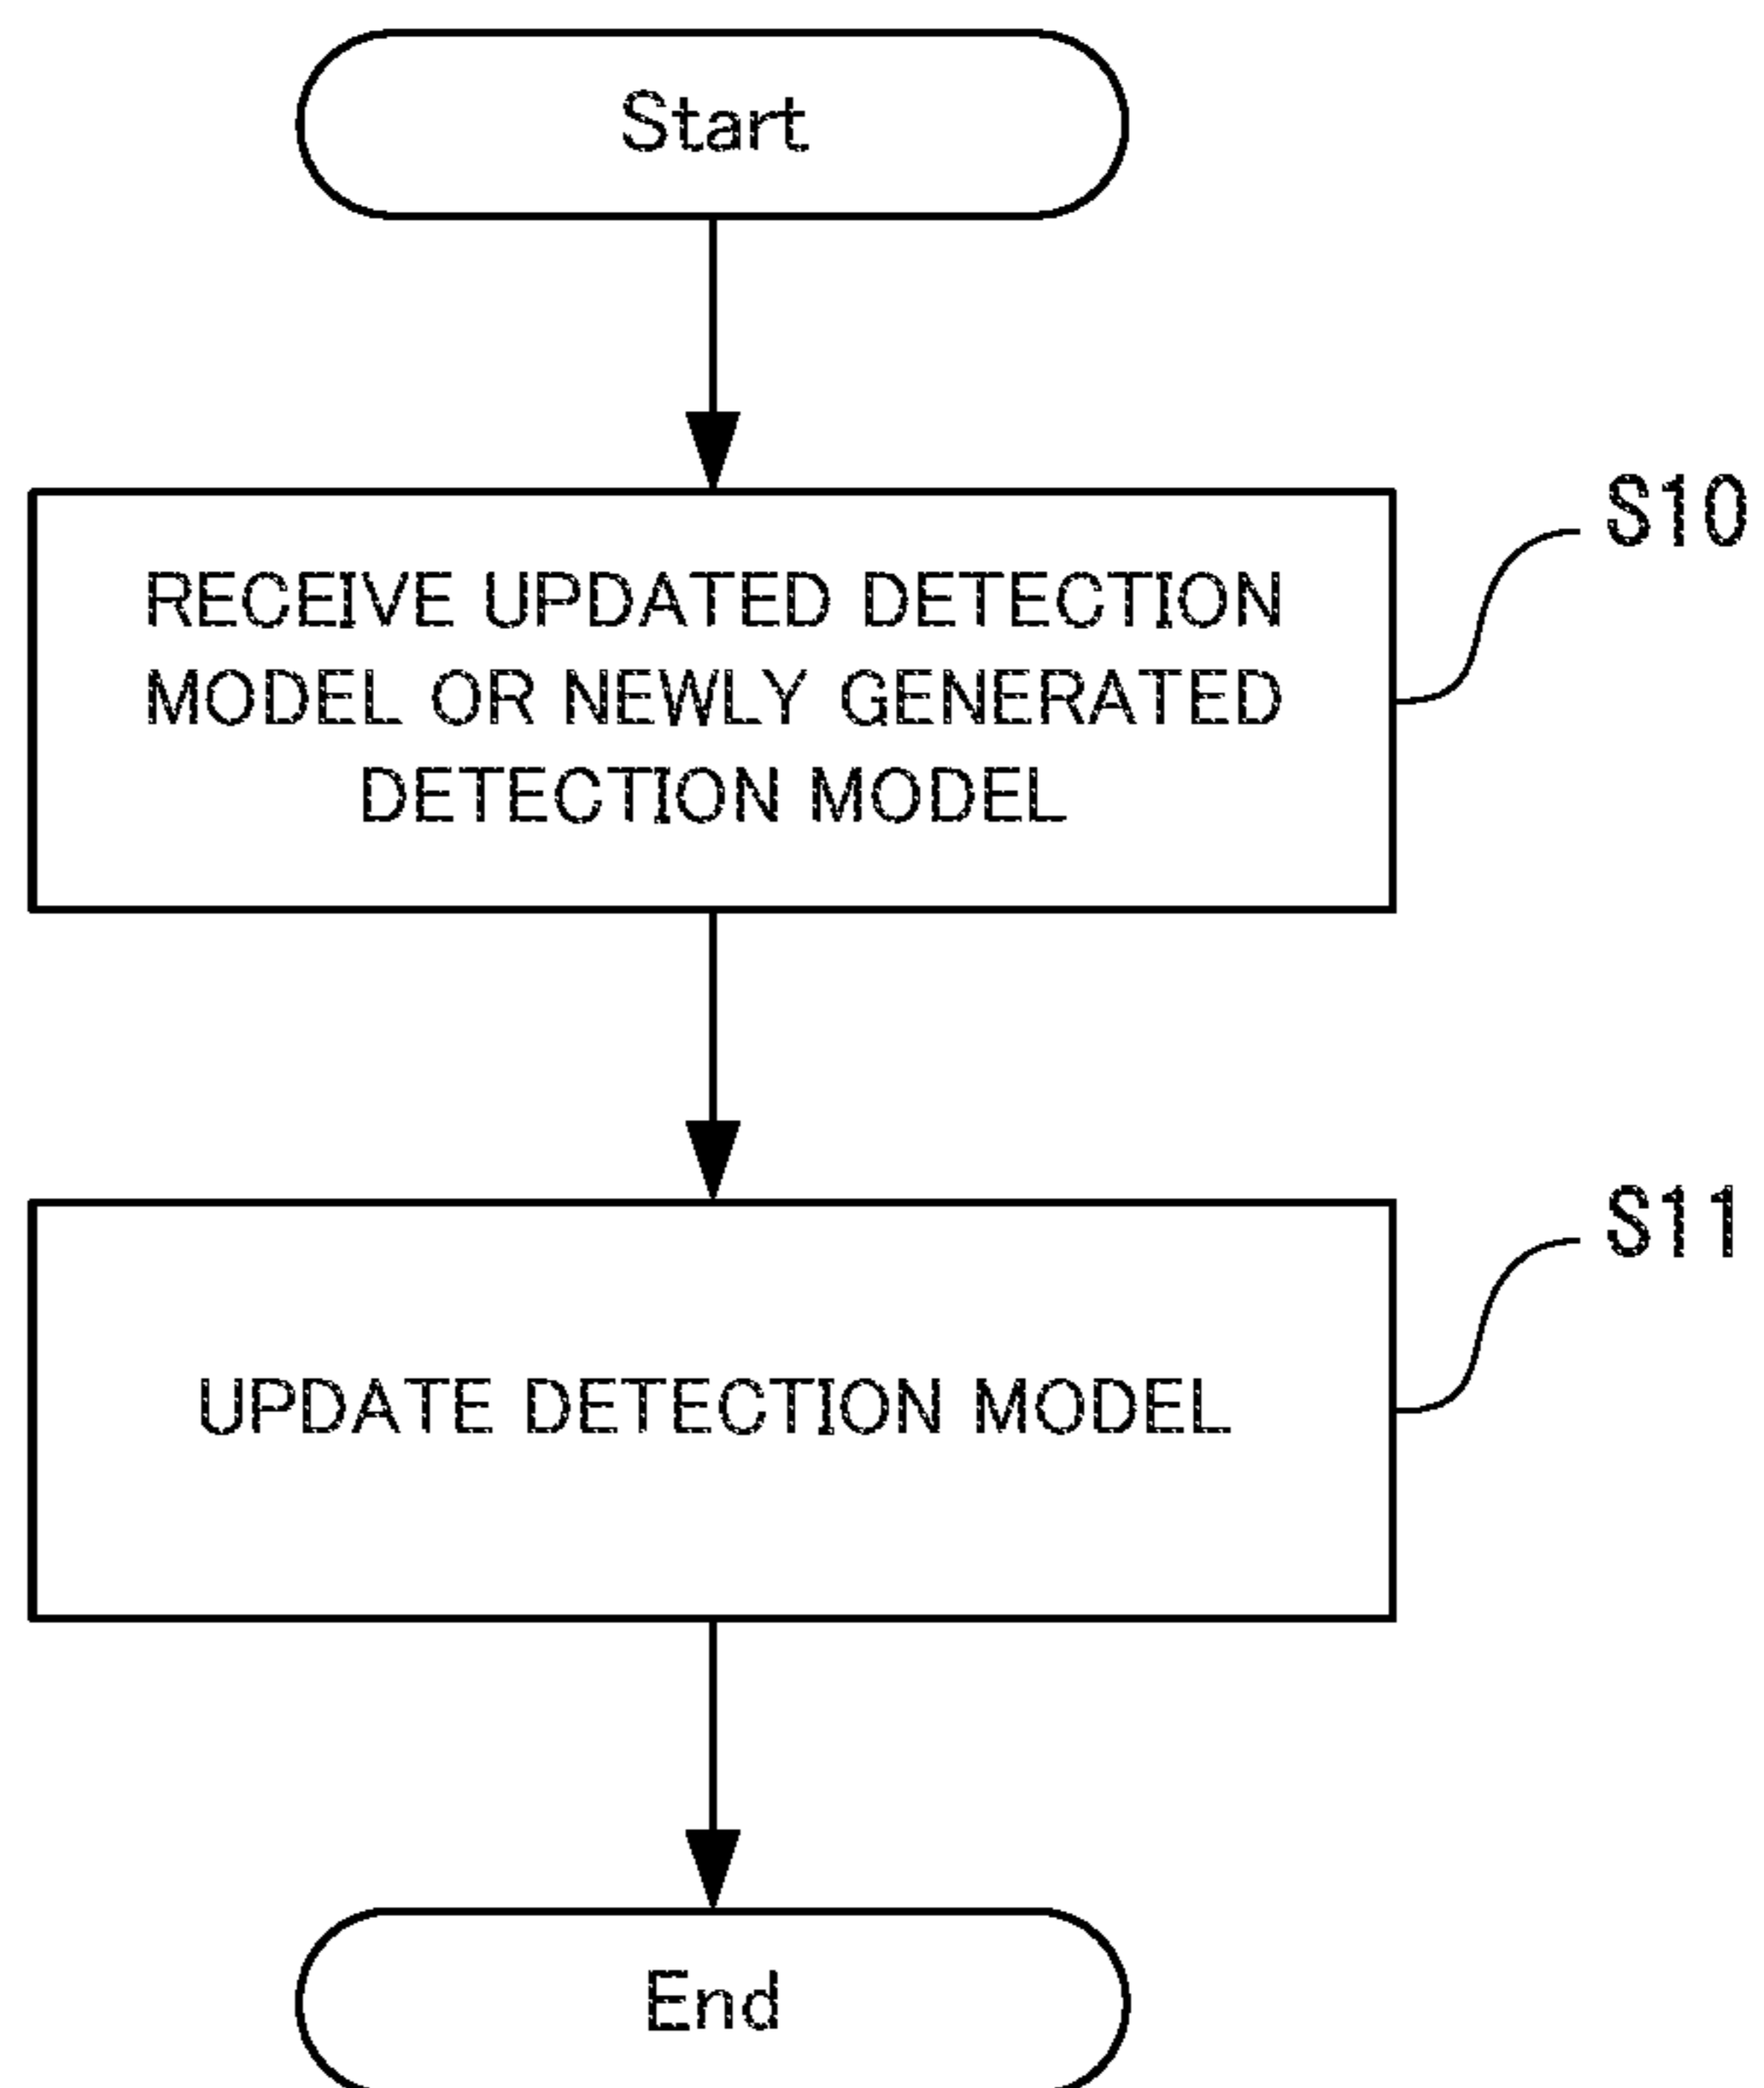 Start
S10
RECEIVE UPDATED DETECTION
MODEL OR NEWLY GENERATED
DETECTION MODEL
S11
UPDATE DETECTION MODEL
End